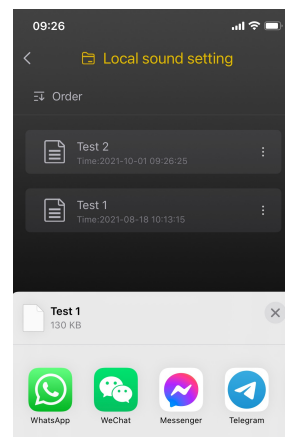 09:26
Local sound setting
Order
Test 2
Time:2021-10-01 09:26:25
Test 1
Time:2021-08-18 10:13:15
Test 1
130 KB
WhatsApp WeChat Messenger Telegram